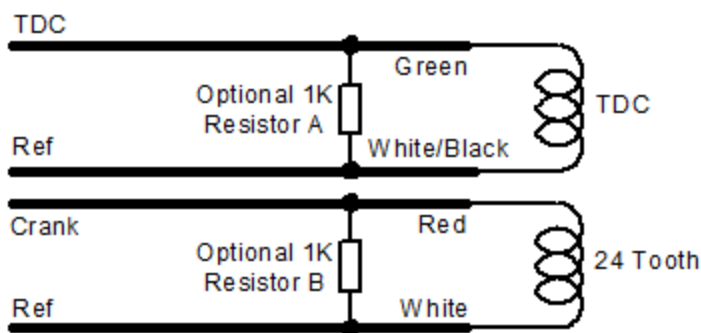 TDC
Green
Optional 1K
Resistor A
TDC
Ref
White/Black
Crank
Red
Optional 1K
Resistor B
24 Tooth
Ref
White